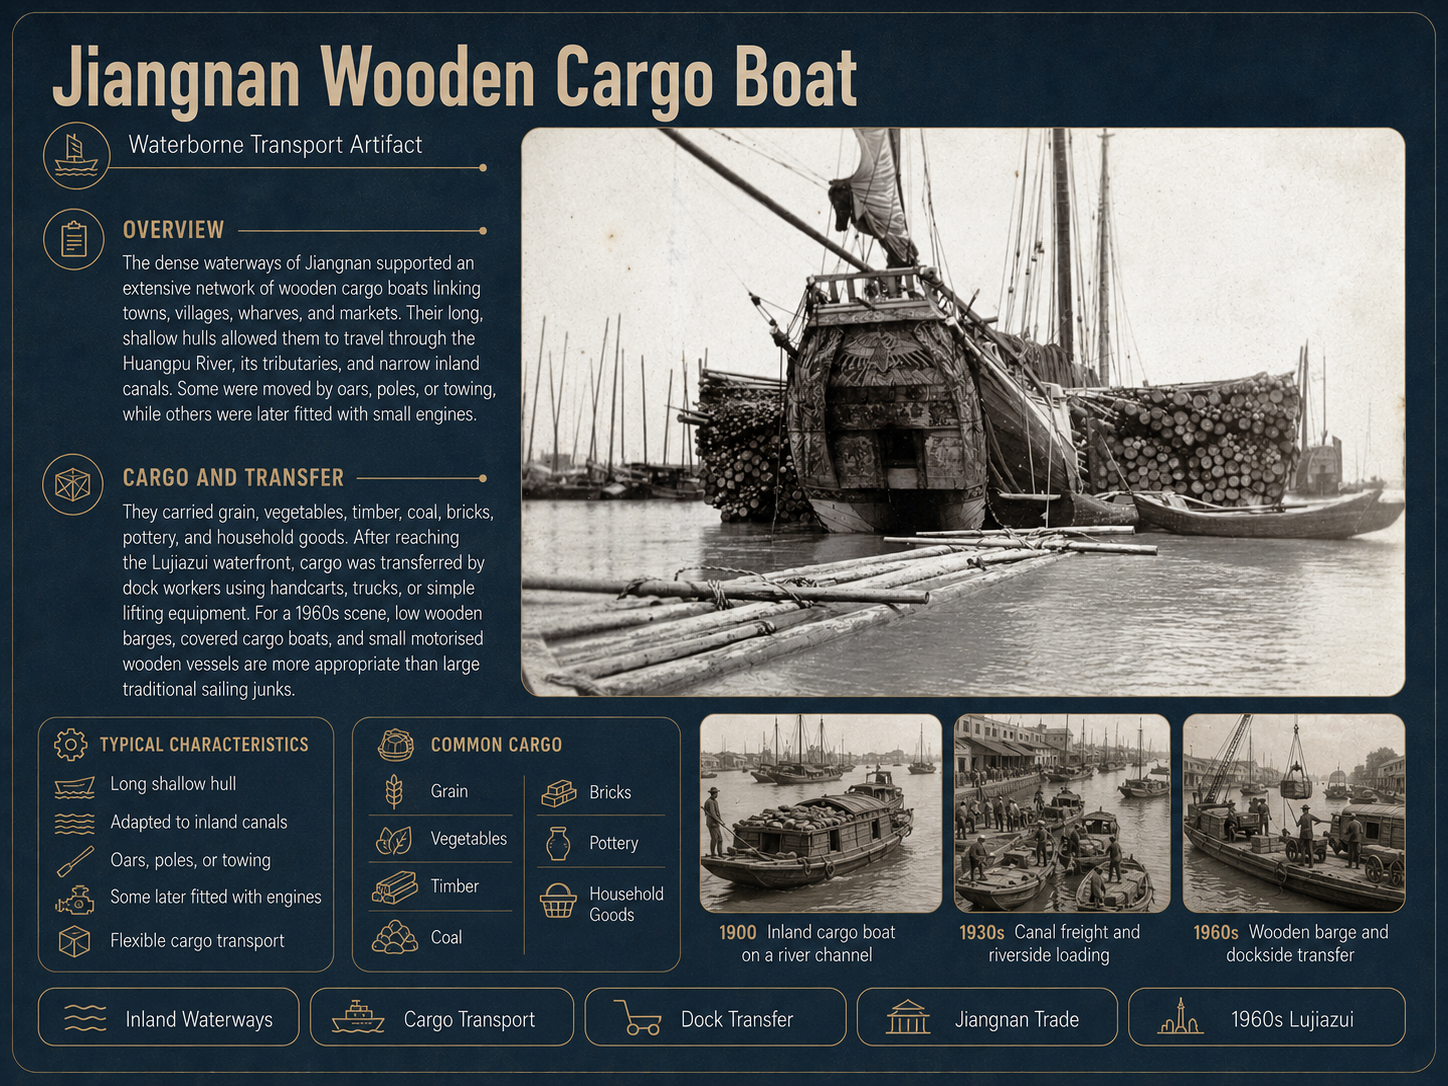 Jiangnan Wooden Cargo Boat
Waterborne Transport Artifact
OVERVIEW
The dense waterways of Jiangnan supported an
extensive network of wooden cargo boats linking
towns, villages, wharves, and markets. Their long,
shallow hulls allowed them to travel through the
Huangpu River, its tributaries, and narrow inland
canals. Some were moved by oars, poles, or towing,
while others were later fitted with small engines.
CARGO AND TRANSFER
They carried grain, vegetables, timber, coal, bricks,
pottery, and household goods. After reaching
the Lujiazui waterfront, cargo was transferred by
dock workers using handcarts, trucks, or simple
lifting equipment. For a 1960s scene, low wooden
barges, covered cargo boats, and small motorised
wooden vessels are more appropriate than large
traditional sailing junks.
TYPICAL CHARACTERISTICS
Long shallow hull
Adapted to inland canals
Oars, poles, or towing
Some later fitted with engines
Flexible cargo transport
COMMON CARGO
Grain
Vegetables
Timber
Coal
Bricks
Pottery
Household
Goods
1900 Inland cargo boat
on a river channel
1930s Canal freight and
riverside loading
1960s Wooden barge and
dockside transfer
Inland Waterways
Cargo Transport
Dock Transfer
Jiangnan Trade
1960s Lujiazui